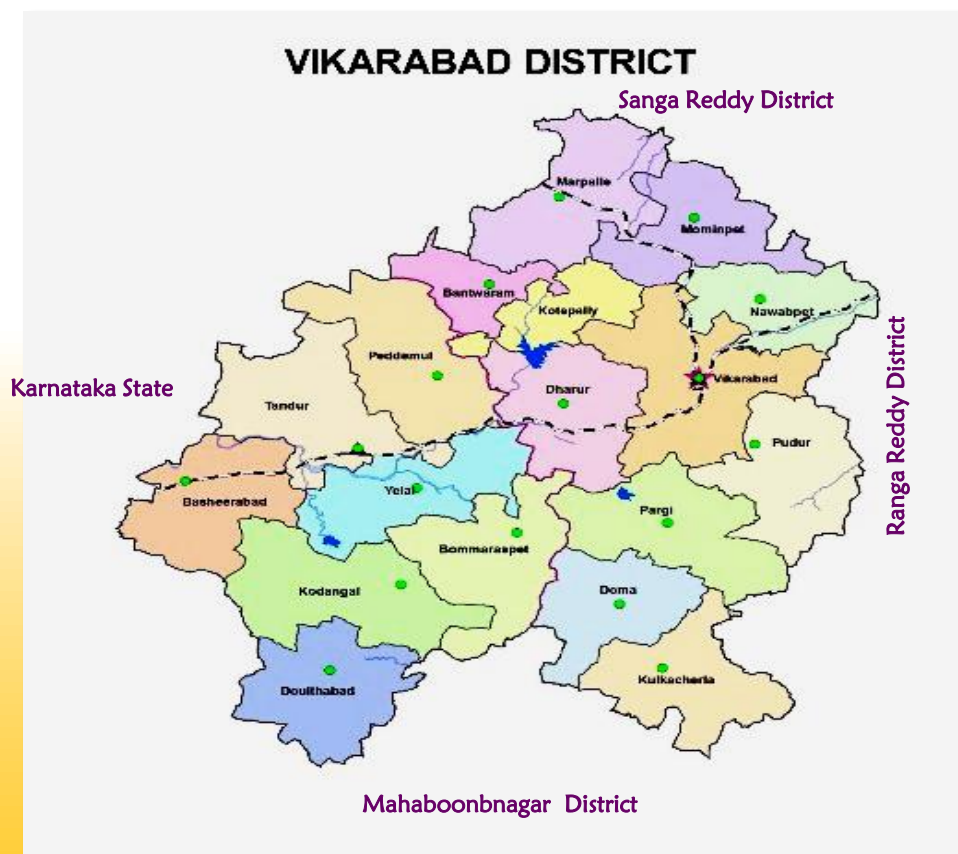 VIKARABAD DISTRICT
Sanga Reddy District
Marpalle
Mominpet
Bantwaram
Kotepally
Nawabpet
Peddemul
Karnataka State
Vikarabad
Dharur
Tandur
Ranga Reddy District
Pudur
Yelal
Basheerabad
Pargi
Bommaraspet
Kodangal
Doma
Kulkacherla
Doulthabad
Mahaboonbnagar District